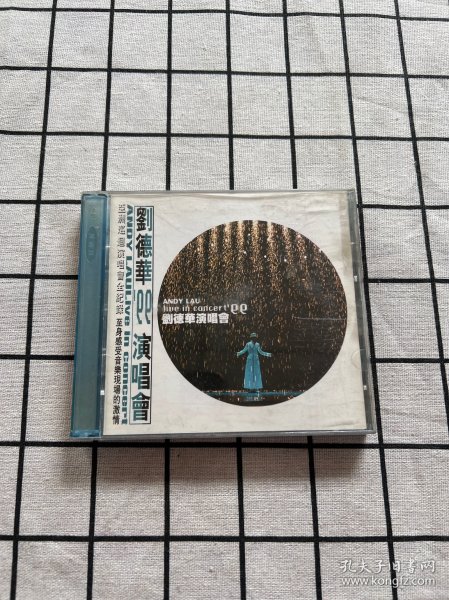 劉德華'99演唱會
ANDY LAU Live in Concert '99
亞洲巡迴演唱會全紀錄 至身感受音樂現場的激情
ANDY LAU
live in concert'99
劉德華演唱會
孔夫子旧书网
www.kongfz.com